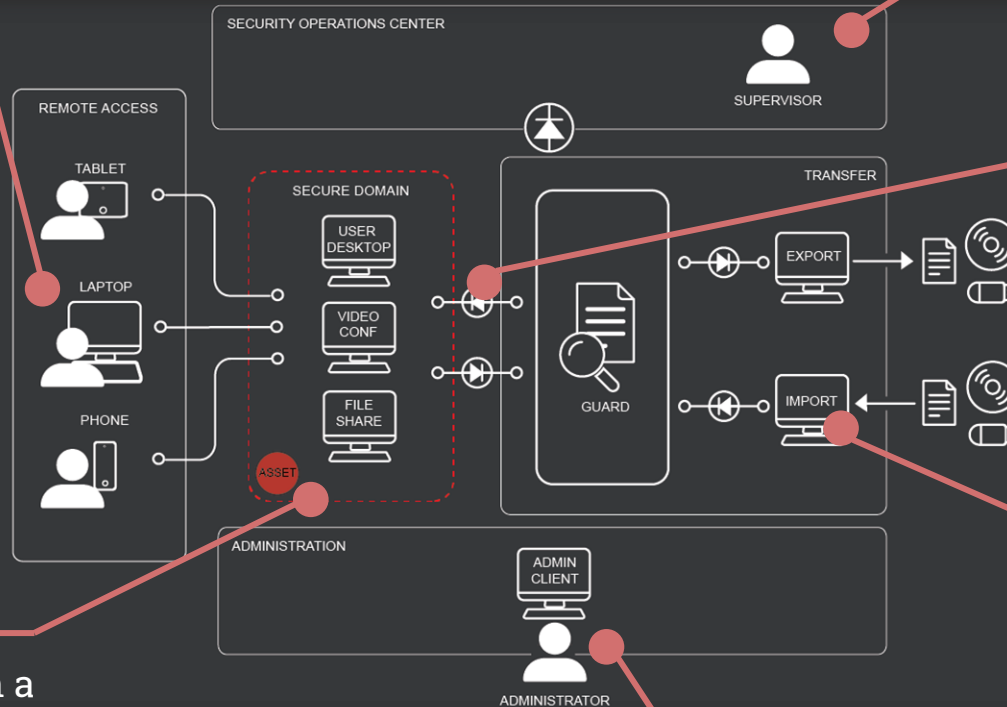 SECURITY OPERATIONS CENTER
SUPERVISOR
REMOTE ACCESS
TABLET
LAPTOP
PHONE
SECURE DOMAIN
USER
DESKTOP
VIDEO
CONF
FILE
SHARE
ASSET
TRANSFER
GUARD
EXPORT
IMPORT
ADMINISTRATION
ADMIN
CLIENT
ADMINISTRATOR
a